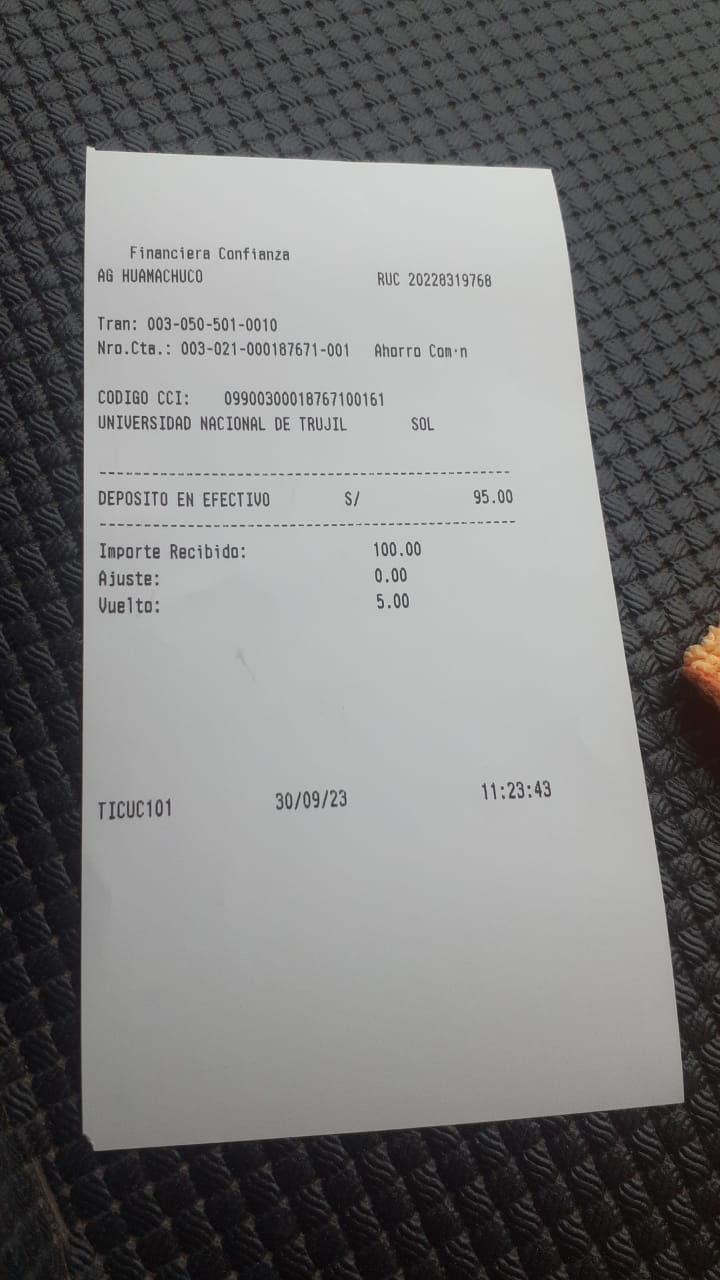 Financiera Confianza
AG HUAMACHUCO RUC 20228319768
Tran: 003-050-501-0010
Nro.Cta.: 003-021-000187671-001 Ahorro Com·n
CODIGO CCI: 09900300018767100161
UNIVERSIDAD NACIONAL DE TRUJIL SOL
------------------------------------------------
DEPOSITO EN EFECTIVO S/ 95.00
------------------------------------------------
Importe Recibido: 100.00
Ajuste: 0.00
Vuelto: 5.00
TICUC101 30/09/23 11:23:43